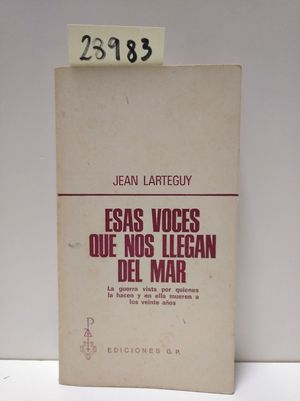 28983
JEAN LARTEGUY
ESAS VOCES
QUE NOS LLEGAN
DEL MAR
La guerra vista por quienes
la hacen y en ella mueren a
los veinte años
P
EDICIONES G. P.